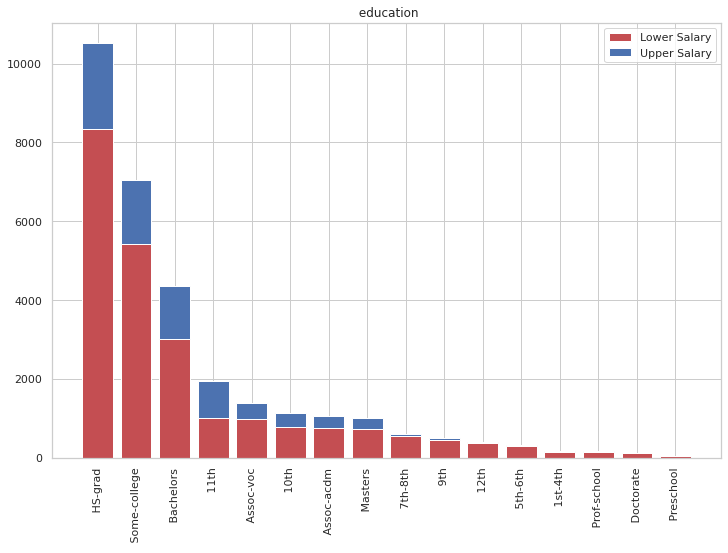 education
Lower Salary
Upper Salary
10000
8000
6000
4000
2000
0
HS-grad
Some-college
Bachelors
11th
Assoc-voc
10th
Assoc-acdm
Masters
7th-8th
9th
12th
5th-6th
1st-4th
Prof-school
Doctorate
Preschool